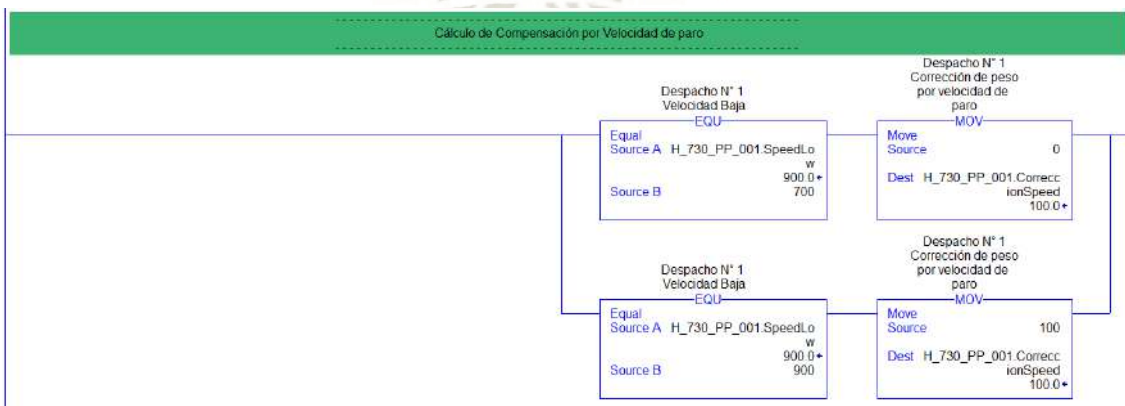 Cálculo de Compensación por Velocidad de paro
Despacho N° 1
Velocidad Baja
EQU
Equal
Source A H_730_PP_001.SpeedLo
w
900.0
Source B 700
Despacho N° 1
Corrección de peso
por velocidad de
paro
MOV
Move
Source 0
Dest H_730_PP_001.Correcc
ionSpeed
100.0
Despacho N° 1
Velocidad Baja
EQU
Equal
Source A H_730_PP_001.SpeedLo
w
900.0
Source B 900
Despacho N° 1
Corrección de peso
por velocidad de
paro
MOV
Move
Source 100
Dest H_730_PP_001.Correcc
ionSpeed
100.0